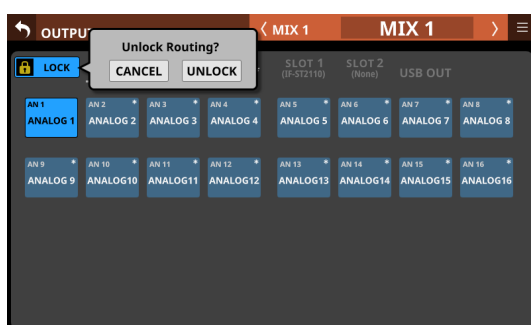 OUTPU
MIX 1
MIX 1
Unlock Routing?
CANCEL
UNLOCK
LOCK
SLOT 1
(IF-ST2110)
SLOT 2
(None)
USB OUT
AN 1
ANALOG 1
AN 2 *
ANALOG 2
AN 3 *
ANALOG 3
AN 4 *
ANALOG 4
AN 5 *
ANALOG 5
AN 6 *
ANALOG 6
AN 7 *
ANALOG 7
AN 8 *
ANALOG 8
AN 9 *
ANALOG 9
AN 10 *
ANALOG10
AN 11 *
ANALOG11
AN 12 *
ANALOG12
AN 13 *
ANALOG13
AN 14 *
ANALOG14
AN 15 *
ANALOG15
AN 16 *
ANALOG16